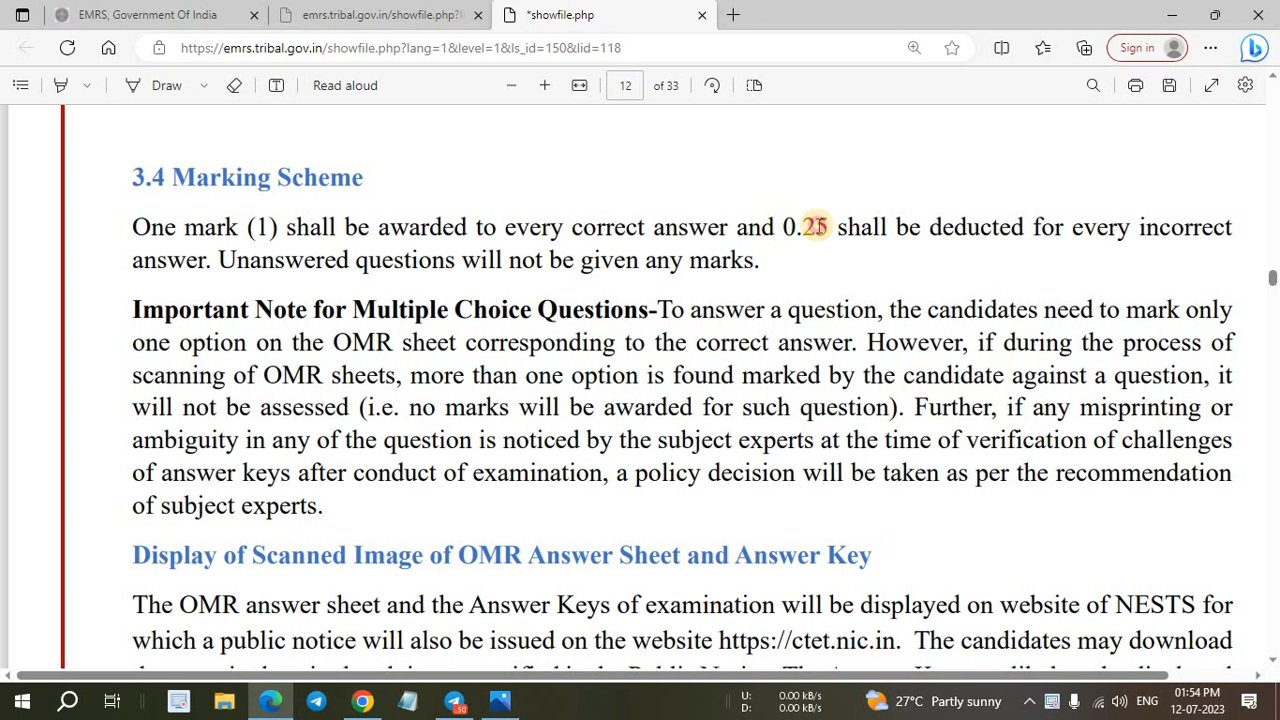 EMRS, Government Of India
emrs.tribal.gov.in/showfile.php?l
*showfile.php
https://emrs.tribal.gov.in/showfile.php?lang=1&level=1&ls_id=150&lid=118
Sign in
Draw
Read aloud
12 of 33
3.4 Marking Scheme
One mark (1) shall be awarded to every correct answer and 0.25 shall be deducted for every incorrect
answer. Unanswered questions will not be given any marks.
Important Note for Multiple Choice Questions-To answer a question, the candidates need to mark only
one option on the OMR sheet corresponding to the correct answer. However, if during the process of
scanning of OMR sheets, more than one option is found marked by the candidate against a question, it
will not be assessed (i.e. no marks will be awarded for such question). Further, if any misprinting or
ambiguity in any of the question is noticed by the subject experts at the time of verification of challenges
of answer keys after conduct of examination, a policy decision will be taken as per the recommendation
of subject experts.
Display of Scanned Image of OMR Answer Sheet and Answer Key
The OMR answer sheet and the Answer Keys of examination will be displayed on website of NESTS for
which a public notice will also be issued on the website https://ctet.nic.in. The candidates may download
U: 0.00 kB/s
D: 0.00 kB/s
27°C Partly sunny
ENG
01:54 PM
12-07-2023